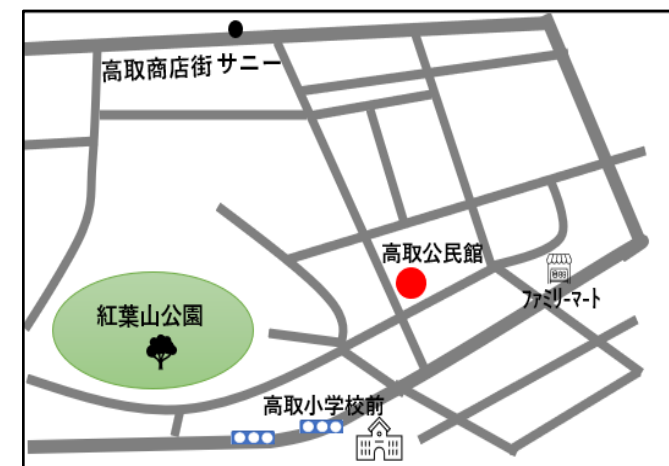 高取商店街 サニー
高取公民館
ファミリーマート
紅葉山公園
高取小学校前